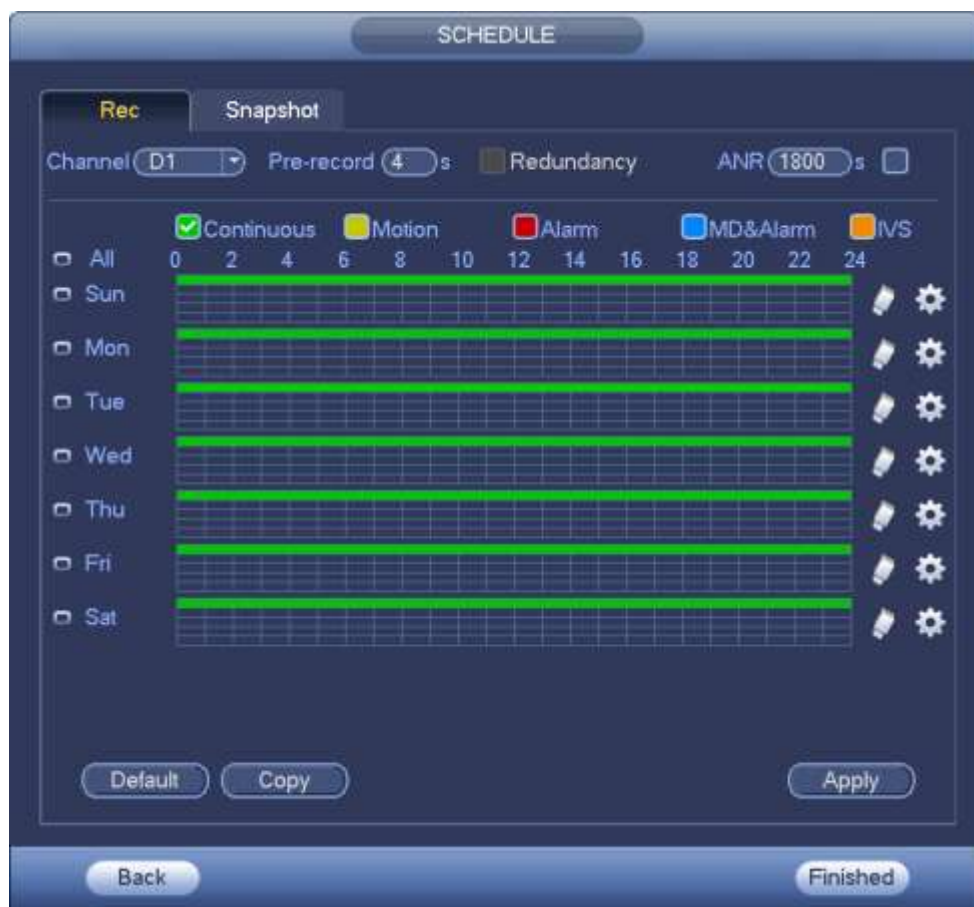 SCHEDULE
Rec Snapshot
Channel D1 Pre-record 4 s Redundancy ANR 1800 s
Continuous Motion Alarm MD&Alarm IVS
All 0 2 4 6 8 10 12 14 16 18 20 22 24
Sun
Mon
Tue
Wed
Thu
Fri
Sat
Default Copy Apply
Back Finished